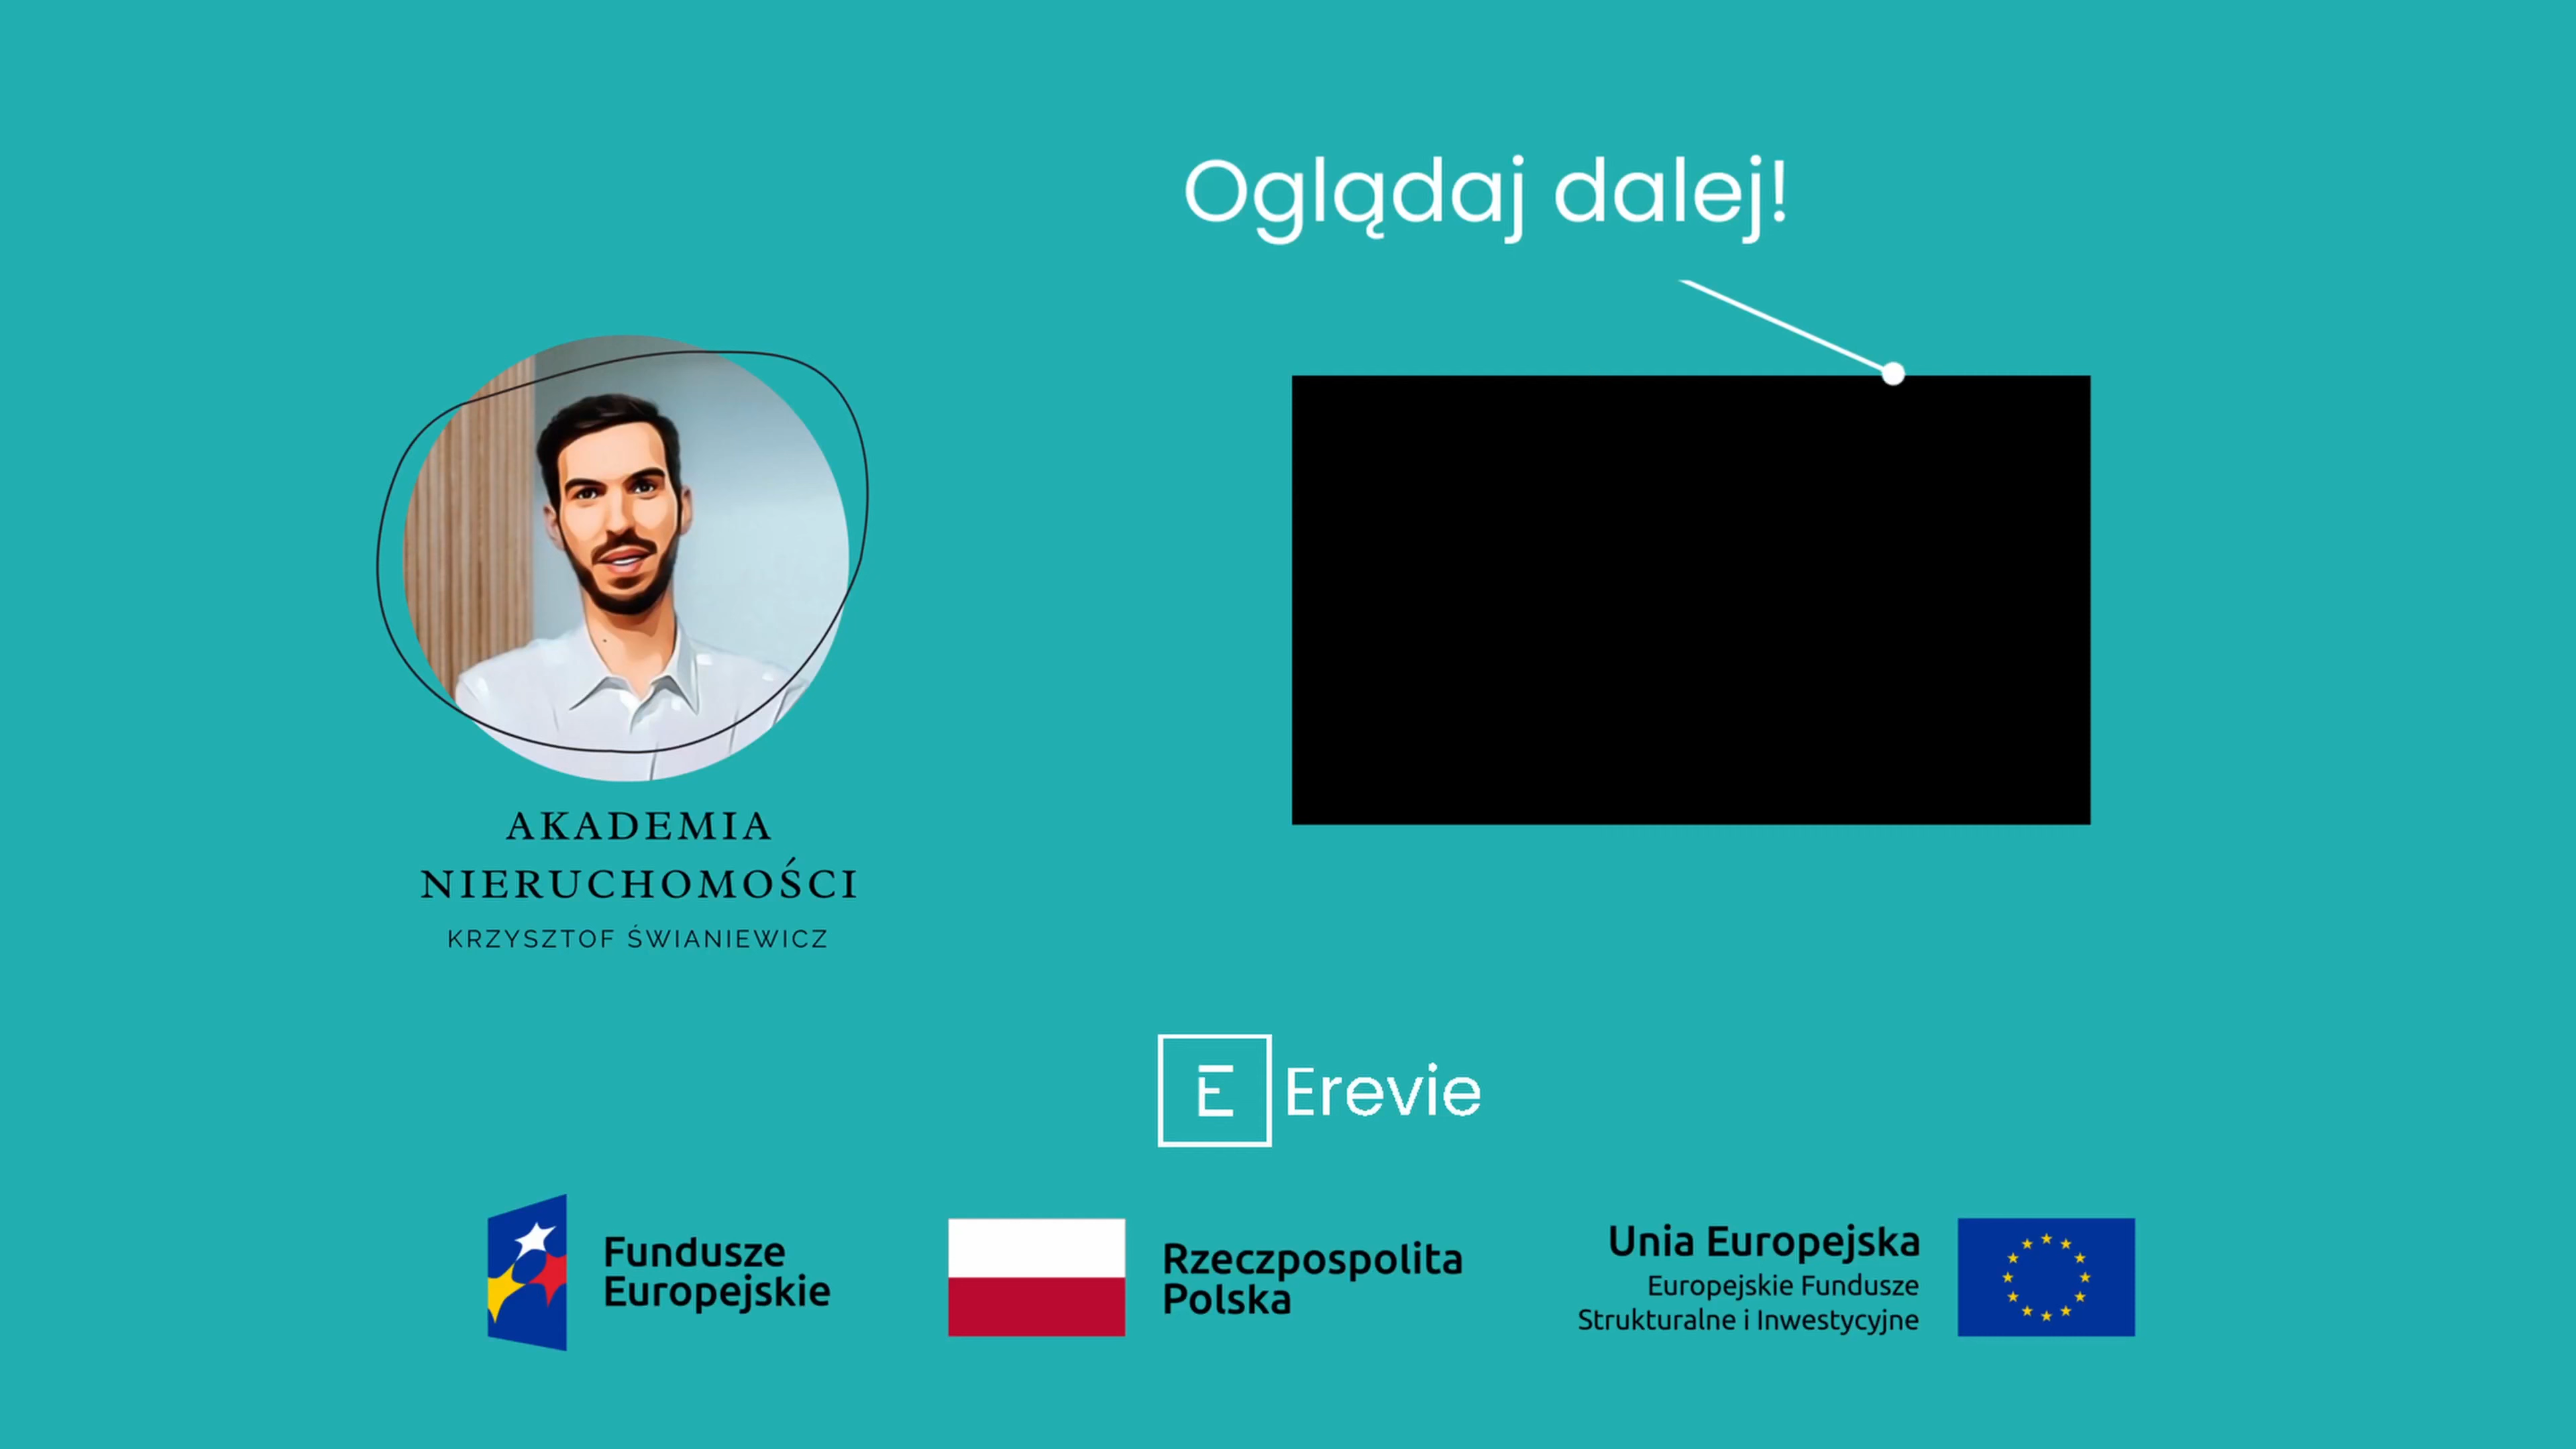 Oglądaj dalej!
AKADEMIA
NIERUCHOMOŚCI
KRZYSZTOF ŚWIANIEWICZ
E Erevie
Fundusze
Europejskie
Rzeczpospolita
Polska
Unia Europejska
Europejskie Fundusze
Strukturalne i Inwestycyjne